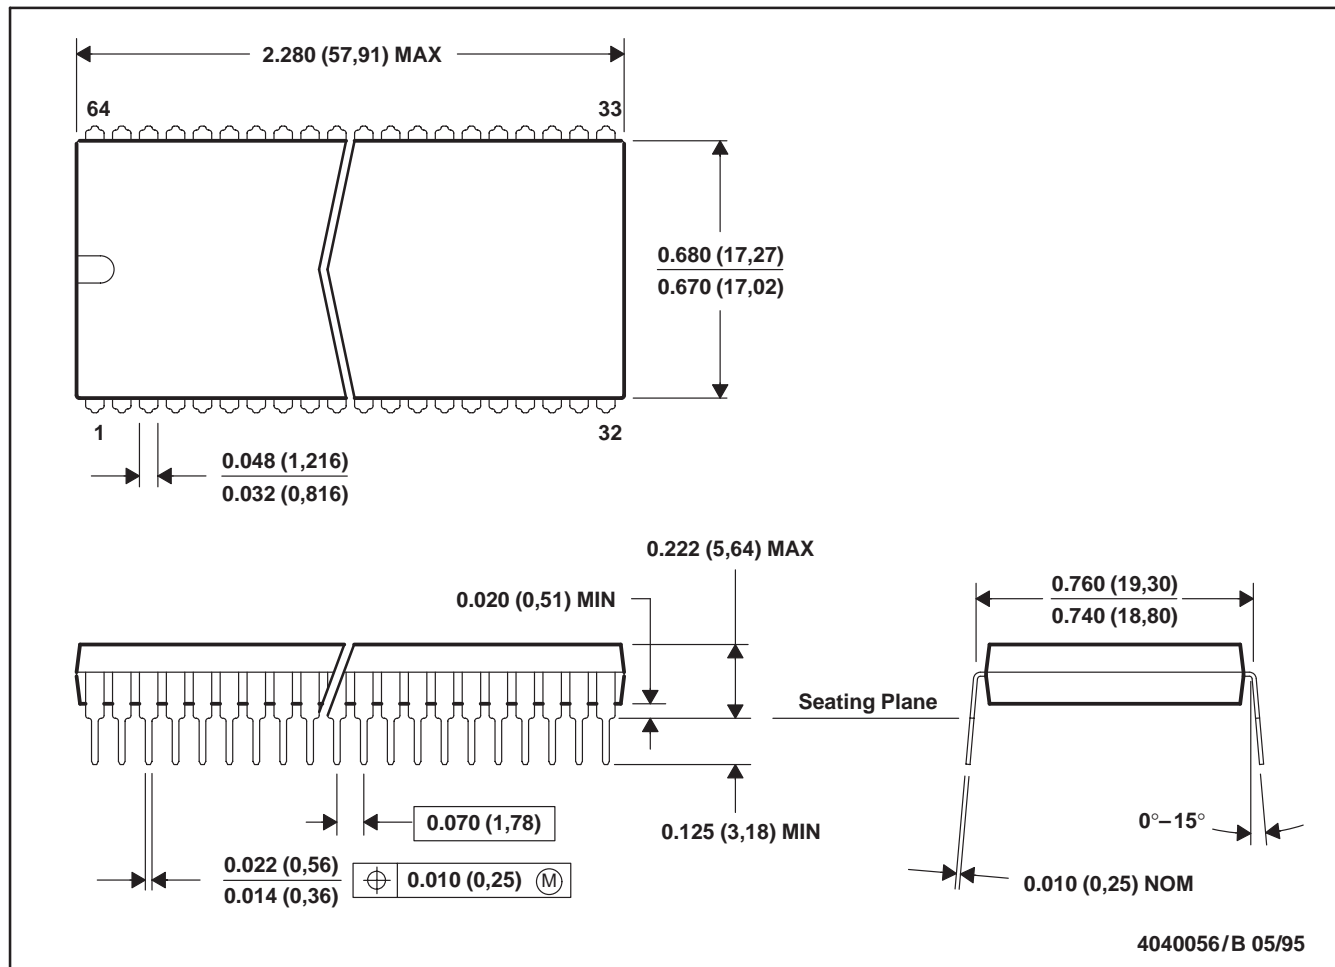 2.280 (57,91) MAX
64
33
0.680 (17,27)
0.670 (17,02)
1
32
0.048 (1,216)
0.032 (0,816)
0.222 (5,64) MAX
0.020 (0,51) MIN
0.760 (19,30)
0.740 (18,80)
Seating Plane
0.070 (1,78)
0.125 (3,18) MIN
0°–15°
0.022 (0,56)
0.014 (0,36)
0.010 (0,25) Ⓜ
0.010 (0,25) NOM
4040056/B 05/95